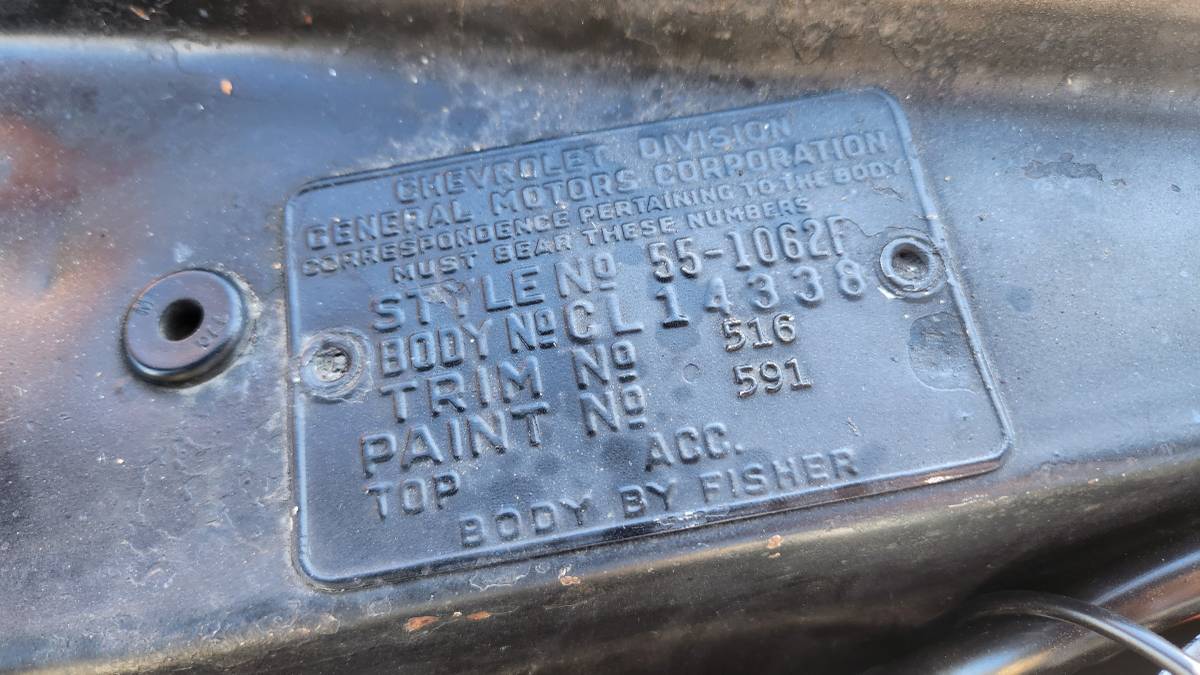 CHEVROLET DIVISION
GENERAL MOTORS CORPORATION
CORRESPONDENCE PERTAINING TO THE BODY
MUST BEAR THESE NUMBERS
STYLE Nº 55-1062F
BODY Nº CL 14338
TRIM Nº 516
PAINT Nº 591
TOP ACC.
BODY BY FISHER